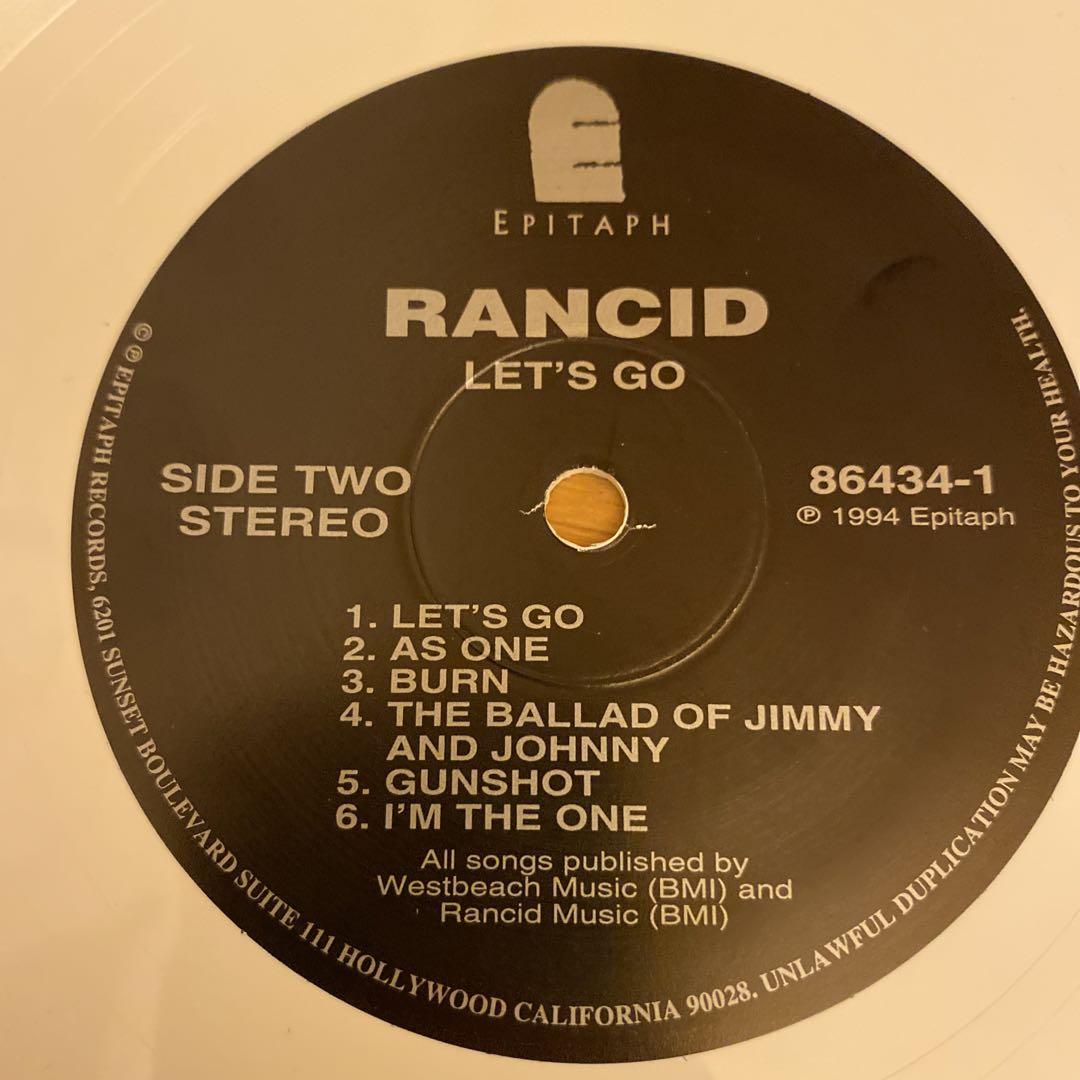 EPITAPH
RANCID
LET'S GO
SIDE TWO
STEREO
86434-1
℗ 1994 Epitaph
1. LET'S GO
2. AS ONE
3. BURN
4. THE BALLAD OF JIMMY
AND JOHNNY
5. GUNSHOT
6. I'M THE ONE
All songs published by
Westbeach Music (BMI) and
Rancid Music (BMI)
© ℗ EPITAPH RECORDS, 6201 SUNSET BOULEVARD SUITE 111 HOLLYWOOD CALIFORNIA 90028. UNLAWFUL DUPLICATION MAY BE HAZARDOUS TO YOUR HEALTH.